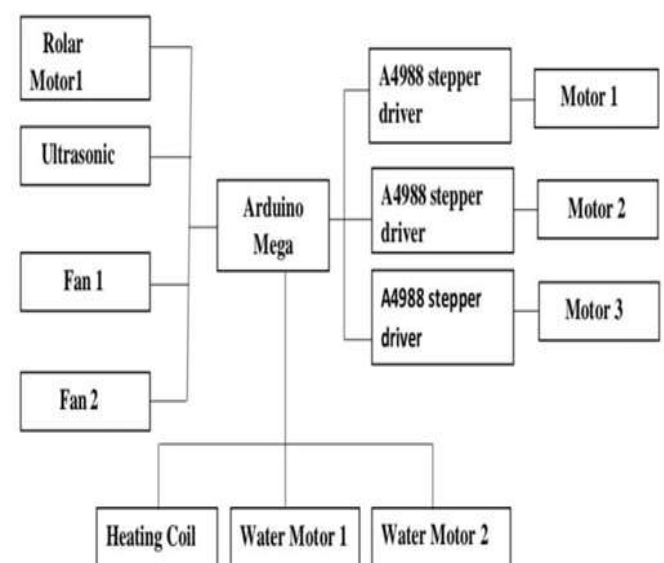 Rolar
Motor1
Ultrasonic
Fan 1
Fan 2
Arduino
Mega
A4988 stepper
driver
Motor 1
A4988 stepper
driver
Motor 2
A4988 stepper
driver
Motor 3
Heating Coil
Water Motor 1
Water Motor 2